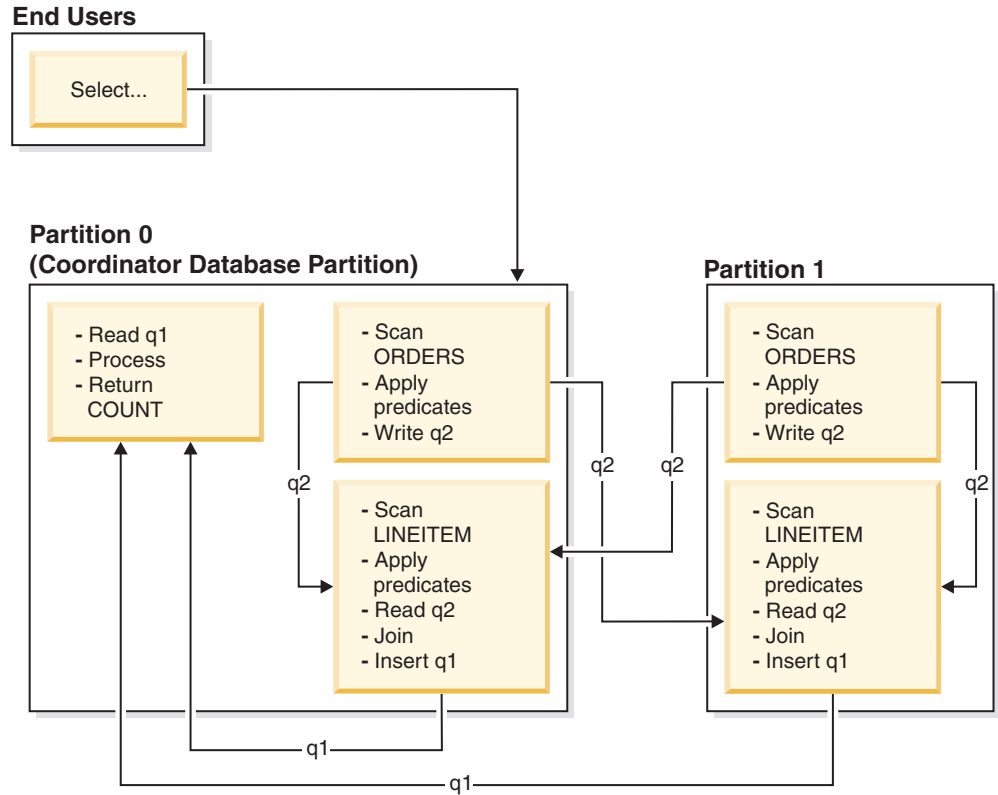 End Users
Select...
Partition 0
(Coordinator Database Partition)
Partition 1
- Read q1
- Process
- Return
COUNT
- Scan
ORDERS
- Apply
predicates
- Write q2
- Scan
ORDERS
- Apply
predicates
- Write q2
q2
q2
q2
q2
- Scan
LINEITEM
- Apply
predicates
- Read q2
- Join
- Insert q1
- Scan
LINEITEM
- Apply
predicates
- Read q2
- Join
- Insert q1
q1
q1